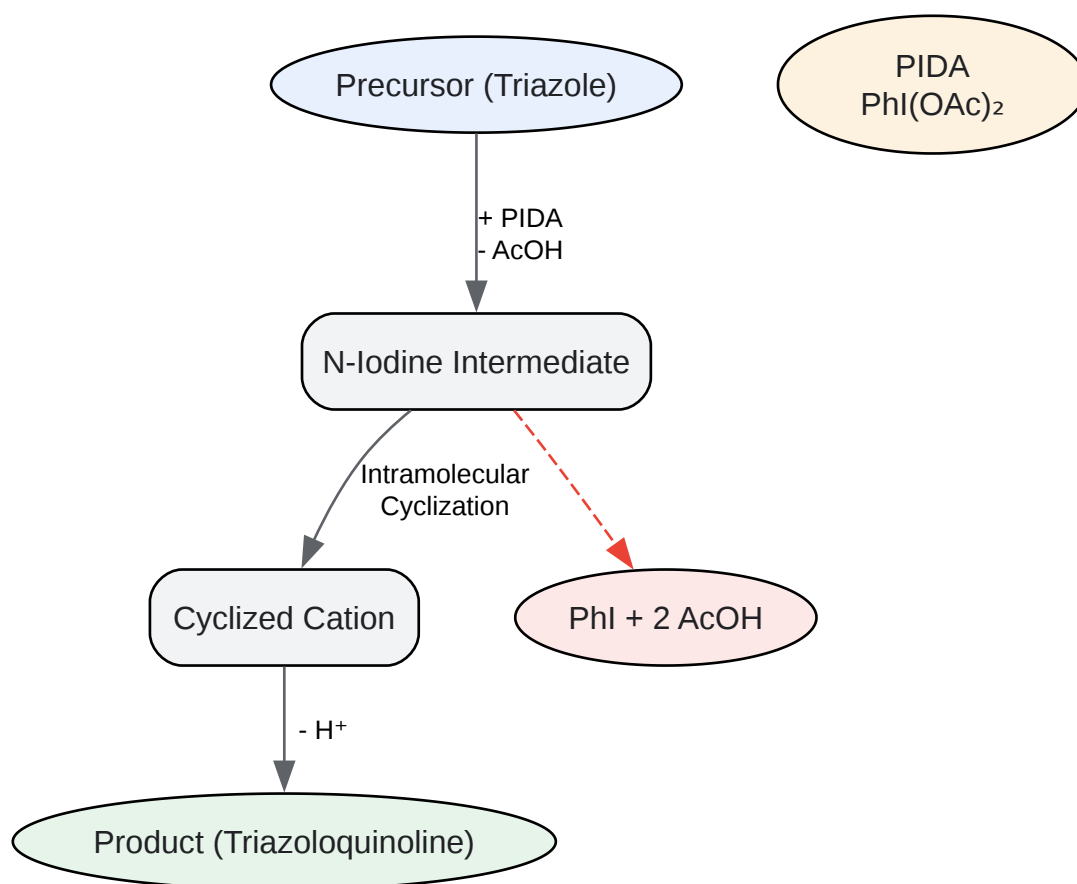 Precursor (Triazole)
PIDA
PhI(OAc)₂
+ PIDA
- AcOH
N-Iodine Intermediate
Intramolecular
Cyclization
Cyclized Cation
PhI + 2 AcOH
- H⁺
Product (Triazoloquinoline)